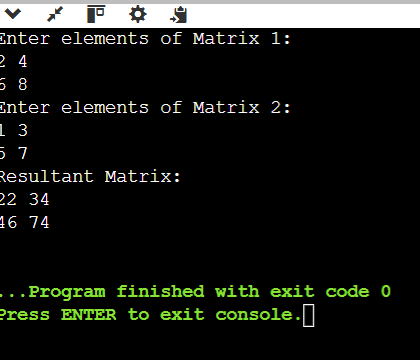 Enter elements of Matrix 1:
2 4
6 8
Enter elements of Matrix 2:
1 3
5 7
Resultant Matrix:
22 34
46 74
...Program finished with exit code 0
Press ENTER to exit console.